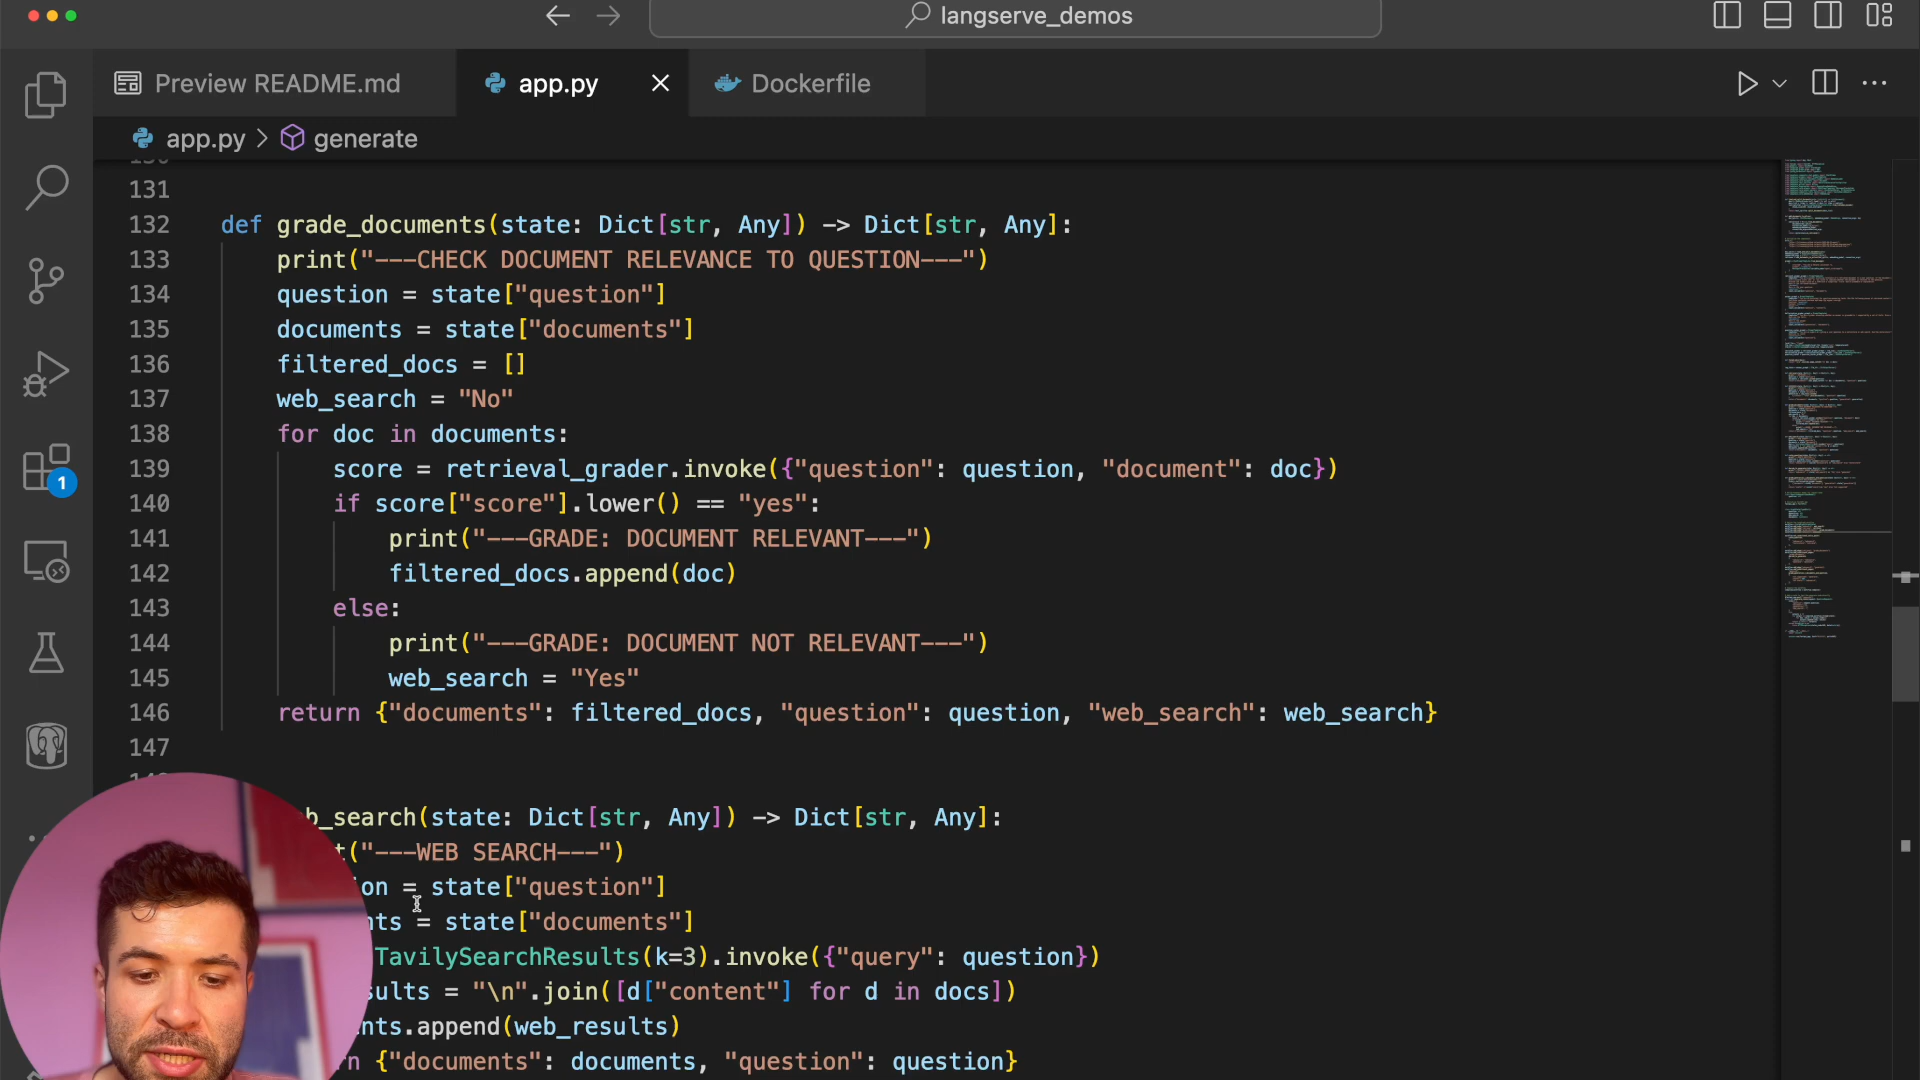 langserve_demos
Preview README.md
app.py
Dockerfile
app.py > generate
131
132 def grade_documents(state: Dict[str, Any]) -> Dict[str, Any]:
133 print("---CHECK DOCUMENT RELEVANCE TO QUESTION---")
134 question = state["question"]
135 documents = state["documents"]
136 filtered_docs = []
137 web_search = "No"
138 for doc in documents:
139 score = retrieval_grader.invoke({"question": question, "document": doc})
140 if score["score"].lower() == "yes":
141 print("---GRADE: DOCUMENT RELEVANT---")
142 filtered_docs.append(doc)
143 else:
144 print("---GRADE: DOCUMENT NOT RELEVANT---")
145 web_search = "Yes"
146 return {"documents": filtered_docs, "question": question, "web_search": web_search}
147
b_search(state: Dict[str, Any]) -> Dict[str, Any]:
t("---WEB SEARCH---")
on = state["question"]
nts = state["documents"]
TavilySearchResults(k=3).invoke({"query": question})
sults = "\n".join([d["content"] for d in docs])
nts.append(web_results)
n {"documents": documents, "question": question}
1